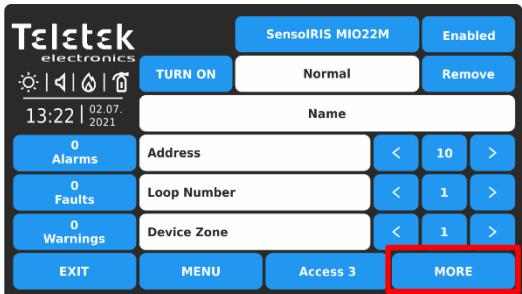 Teletek
electronics
SensoIRIS MIO22M
Enabled
TURN ON
Normal
Remove
13:22 | 02.07.
2021
Name
0
Alarms
Address
< 10 >
0
Faults
Loop Number
< 1 >
0
Warnings
Device Zone
< 1 >
EXIT
MENU
Access 3
MORE